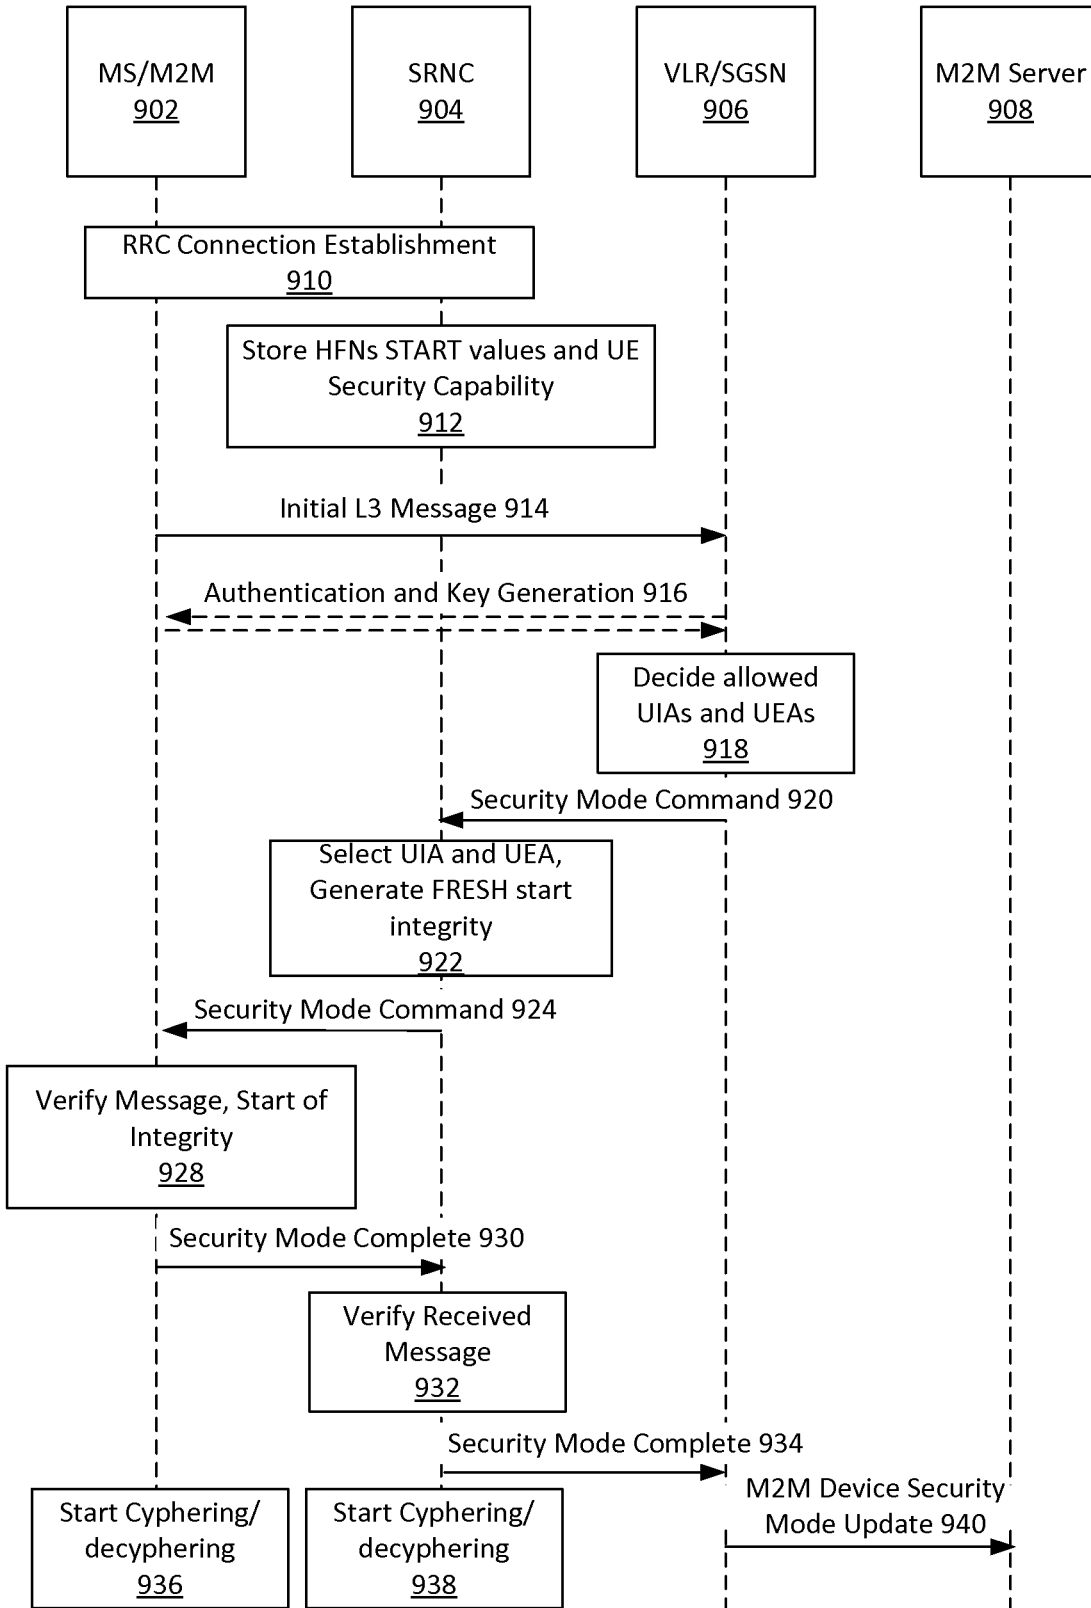 MS/M2M
902
SRNC
904
VLR/SGSN
906
M2M Server
908
RRC Connection Establishment
910
Store HFNs START values and UE
Security Capability
912
Initial L3 Message 914
Authentication and Key Generation 916
Decide allowed
UIAs and UEAs
918
Security Mode Command 920
Select UIA and UEA,
Generate FRESH start
integrity
922
Security Mode Command 924
Verify Message, Start of
Integrity
928
Security Mode Complete 930
Verify Received
Message
932
Security Mode Complete 934
M2M Device Security
Mode Update 940
Start Cyphering/
decyphering
936
Start Cyphering/
decyphering
938